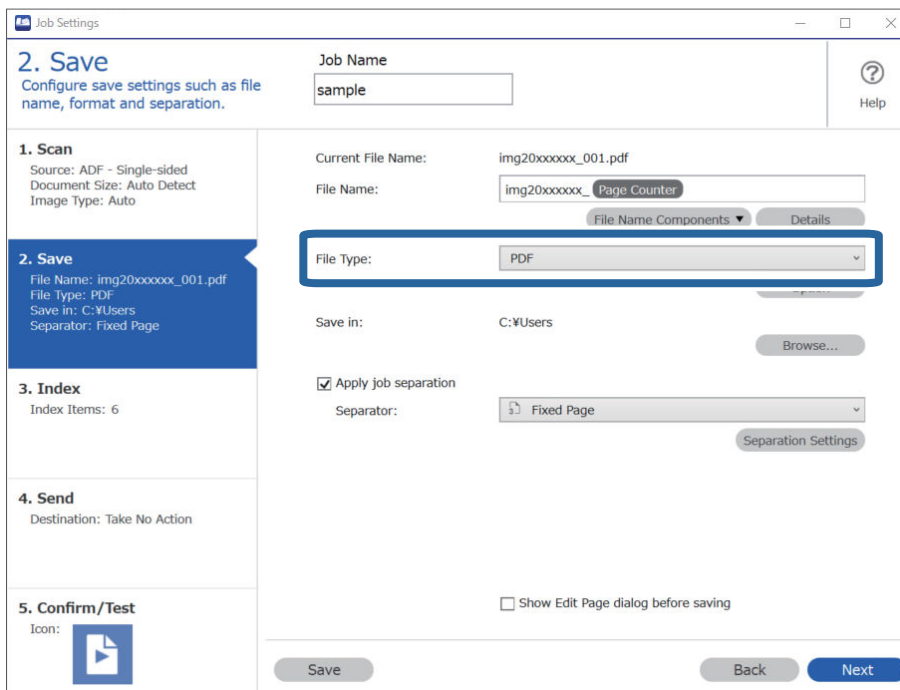 Job Settings
2. Save
Configure save settings such as file
name, format and separation.
Job Name
sample
Help
1. Scan
Source: ADF - Single-sided
Document Size: Auto Detect
Image Type: Auto
2. Save
File Name: img20xxxxxx_001.pdf
File Type: PDF
Save in: C:¥Users
Separator: Fixed Page
3. Index
Index Items: 6
4. Send
Destination: Take No Action
5. Confirm/Test
Icon:
Current File Name: img20xxxxxx_001.pdf
File Name: img20xxxxxx_ Page Counter
File Name Components ▼ Details
File Type: PDF
Save in: C:¥Users
Browse...
Apply job separation
Separator: Fixed Page
Separation Settings
Show Edit Page dialog before saving
Save Back Next